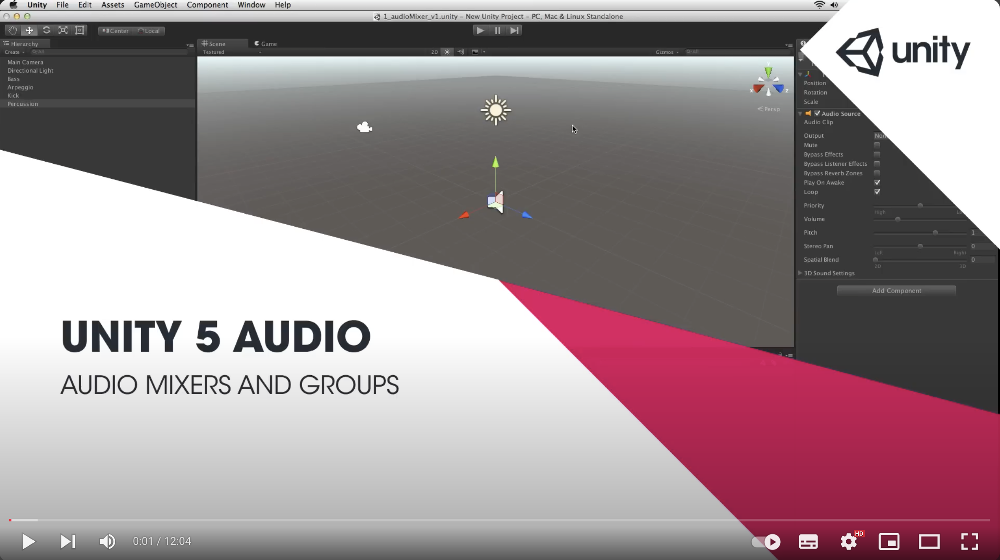 Unity File Edit Assets GameObject Component Window Help
1_audioMixer_v1.unity – New Unity Project – PC, Mac & Linux Standalone
Center Local
Hierarchy
Create All
Main Camera
Directional Light
Bass
Arpeggio
Kick
Percussion
Scene Game
Textured 2D Gizmos All
y
x z
Persp
unity
Position
Rotation
Scale
Audio Source
Audio Clip
Output
Mute
Bypass Effects
Bypass Listener Effects
Bypass Reverb Zones
Play On Awake
Loop
Priority
High
Volume
Pitch 1
Stereo Pan 0
Left Right
Spatial Blend 0
2D 3D
3D Sound Settings
Add Component
UNITY 5 AUDIO
AUDIO MIXERS AND GROUPS
0:01 / 12:04
HD